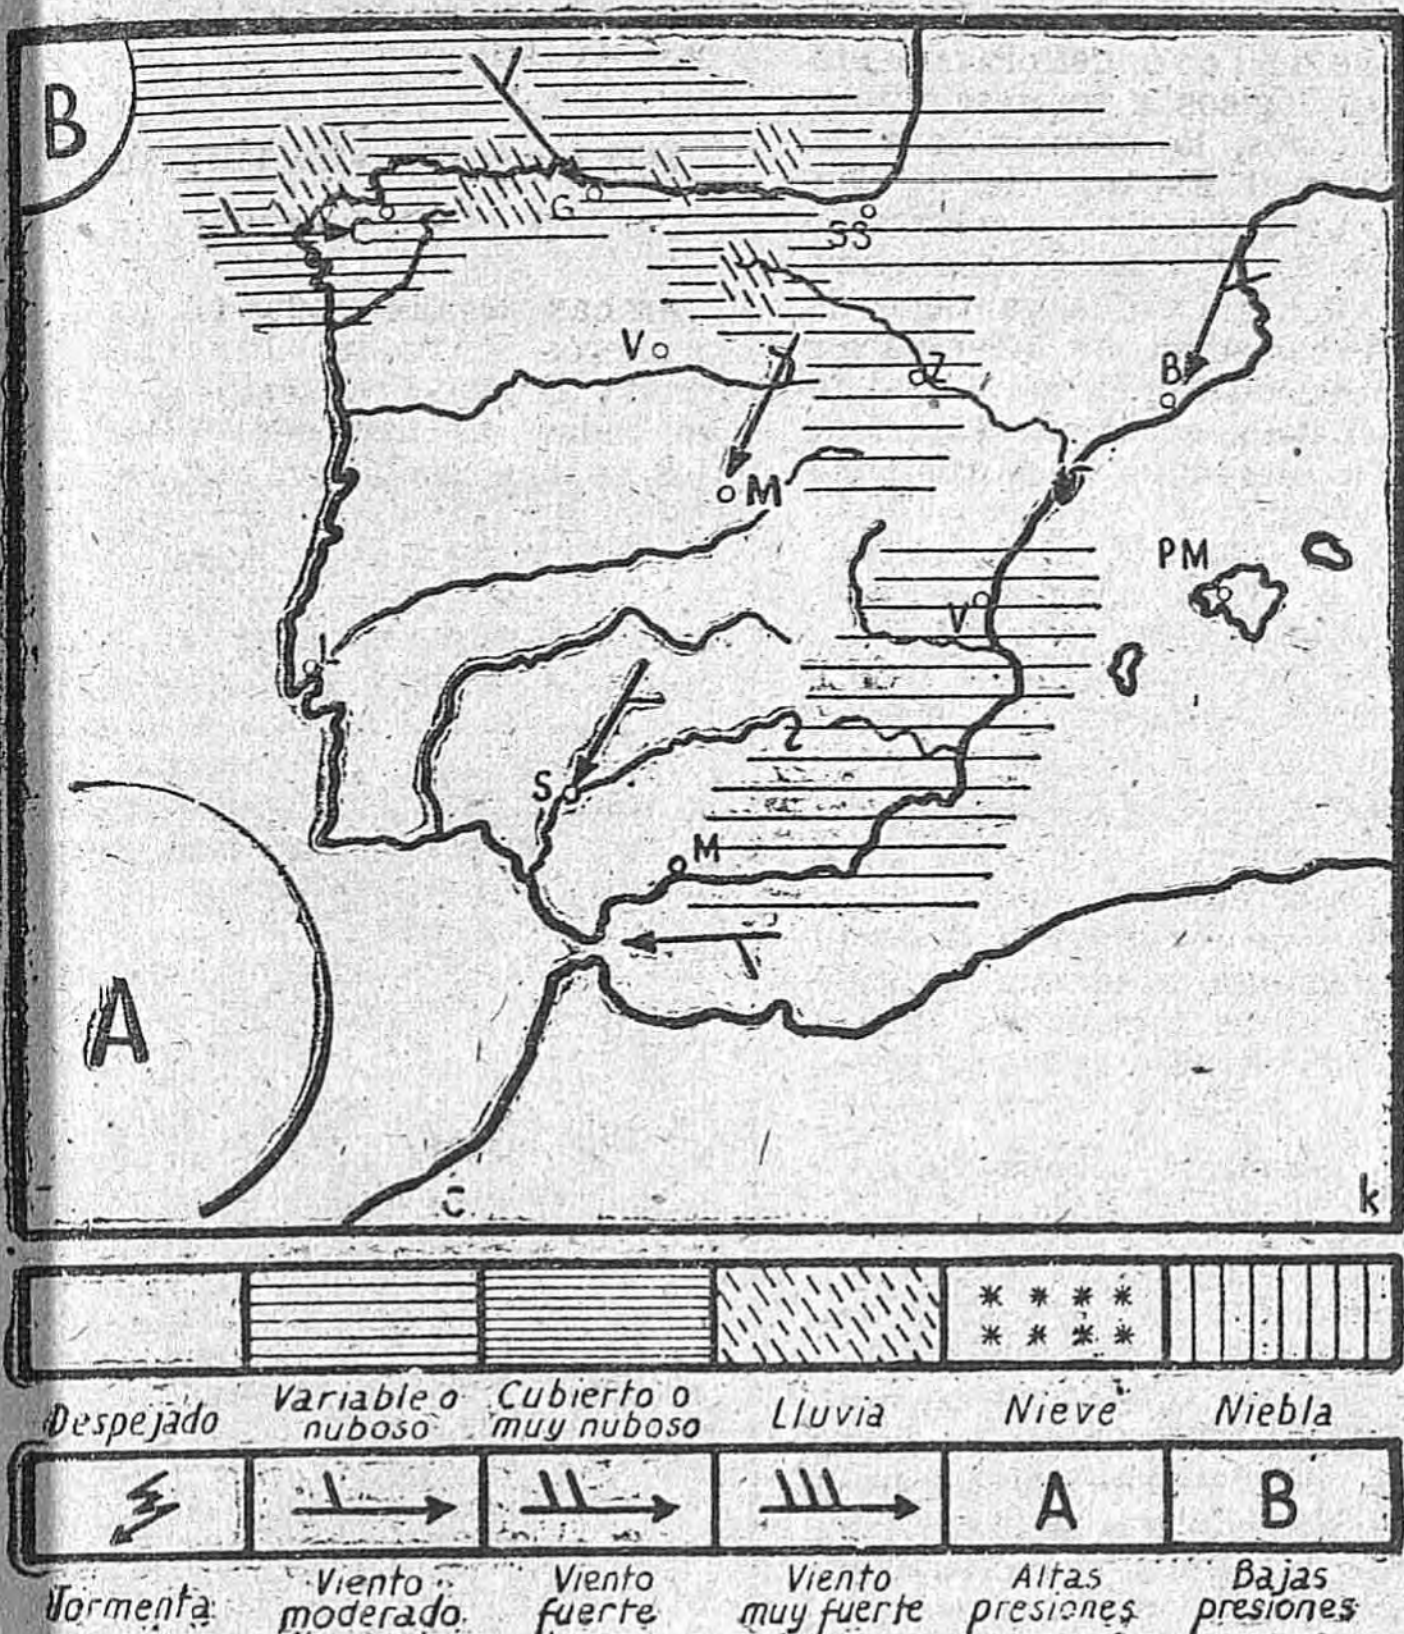 B
G
SS
V
Z
B
M
PM
V
L
S
M
A
C
k
Despejado
Variable o nuboso
Cubierto o muy nuboso
Lluvia
Nieve
Niebla
A
B
Tormenta
Viento moderado
Viento fuerte
Viento muy fuerte
Altas presiones
Bajas presiones